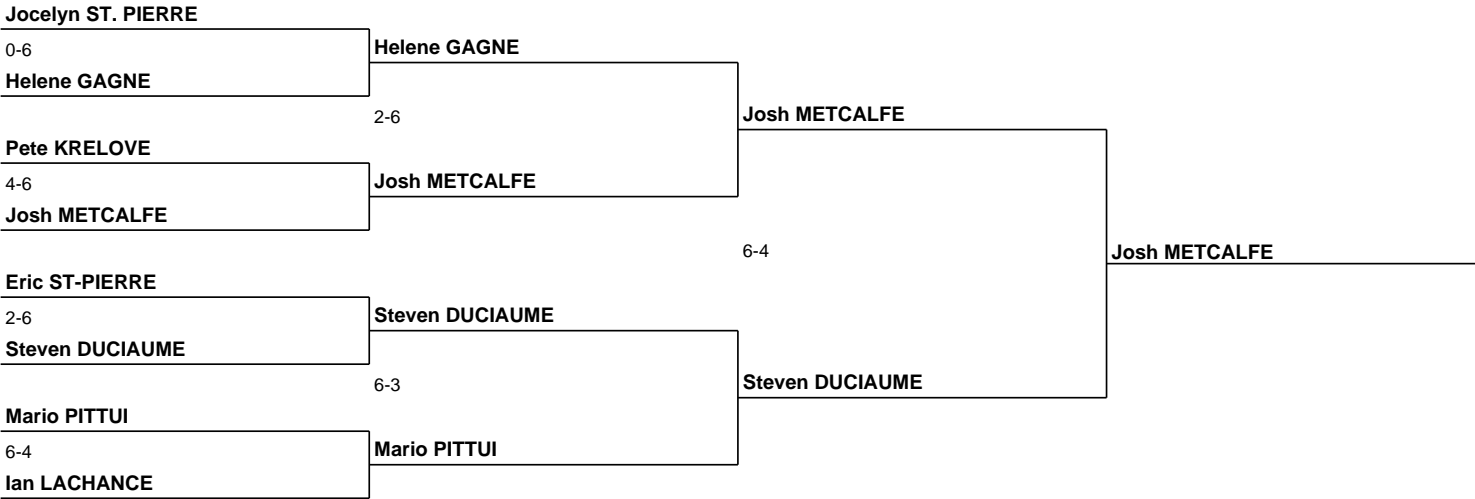 Jocelyn ST. PIERRE
0-6
Helene GAGNE
Helene GAGNE
2-6
Josh METCALFE
Pete KRELOVE
4-6
Josh METCALFE
Josh METCALFE
6-4
Josh METCALFE
Eric ST-PIERRE
2-6
Steven DUCIAUME
Steven DUCIAUME
6-3
Steven DUCIAUME
Mario PITTUI
6-4
Mario PITTUI
Ian LACHANCE